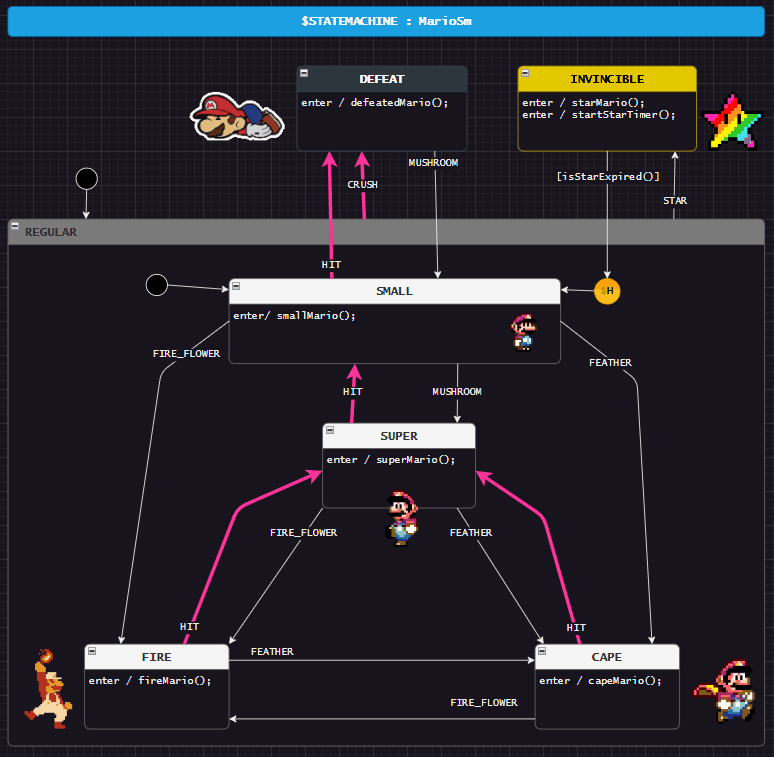 $STATEMACHINE : MarioSm
DEFEAT
enter / defeatedMario();
INVINCIBLE
enter / starMario();
enter / startStarTimer();
MUSHROOM
[isStarExpired()]
CRUSH
STAR
REGULAR
HIT
SMALL
$H
enter/ smallMario();
FIRE_FLOWER
FEATHER
HIT
MUSHROOM
SUPER
enter / superMario();
FIRE_FLOWER
FEATHER
HIT
HIT
FIRE
enter / fireMario();
FEATHER
CAPE
enter / capeMario();
FIRE_FLOWER